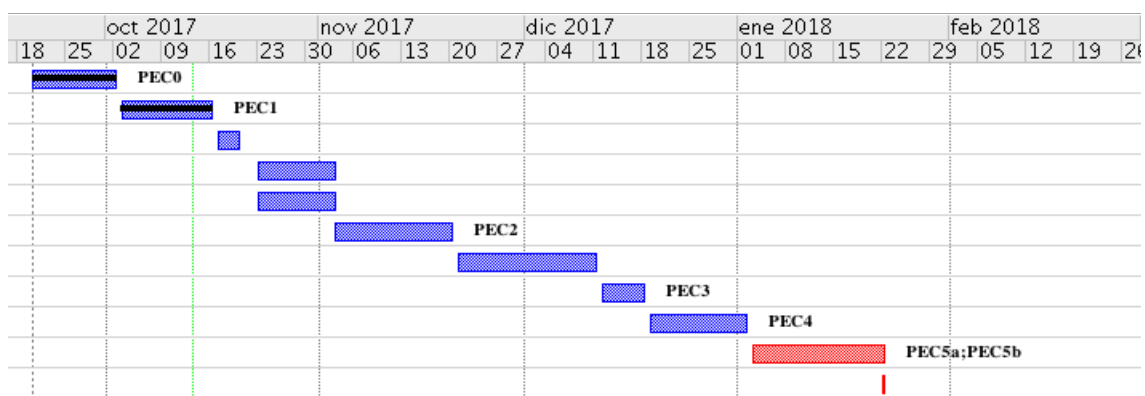 oct 2017 nov 2017 dic 2017 ene 2018 feb 2018
18 25 02 09 16 23 30 06 13 20 27 04 11 18 25 01 08 15 22 29 05 12 19 26
PEC0
PEC1
PEC2
PEC3
PEC4
PEC5a;PEC5b